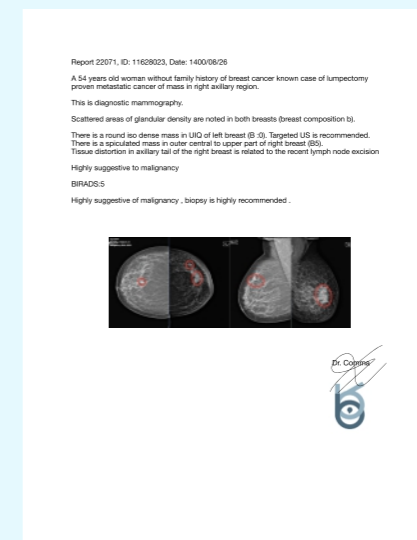 Report 22071, ID: 11628023, Date: 1400/08/26
A 54 years old woman without family history of breast cancer known case of lumpectomy
proven metastatic cancer of mass in right axillary region.
This is diagnostic mammography.
Scattered areas of glandular density are noted in both breasts (breast composition b).
There is a round iso dense mass in UIQ of left breast (B :0). Targeted US is recommended.
There is a spiculated mass in outer central to upper part of right breast (B5).
Tissue distortion in axillary tail of the right breast is related to the recent lymph node excision
Highly suggestive to malignancy
BIRADS:5
Highly suggestive of malignancy , biopsy is highly recommended .